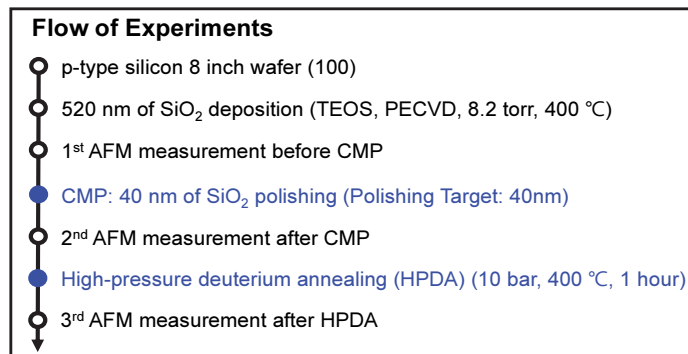 Flow of Experiments
p-type silicon 8 inch wafer (100)
520 nm of SiO₂ deposition (TEOS, PECVD, 8.2 torr, 400 ℃)
1ˢᵗ AFM measurement before CMP
CMP: 40 nm of SiO₂ polishing (Polishing Target: 40nm)
2ⁿᵈ AFM measurement after CMP
High-pressure deuterium annealing (HPDA) (10 bar, 400 ℃, 1 hour)
3ʳᵈ AFM measurement after HPDA